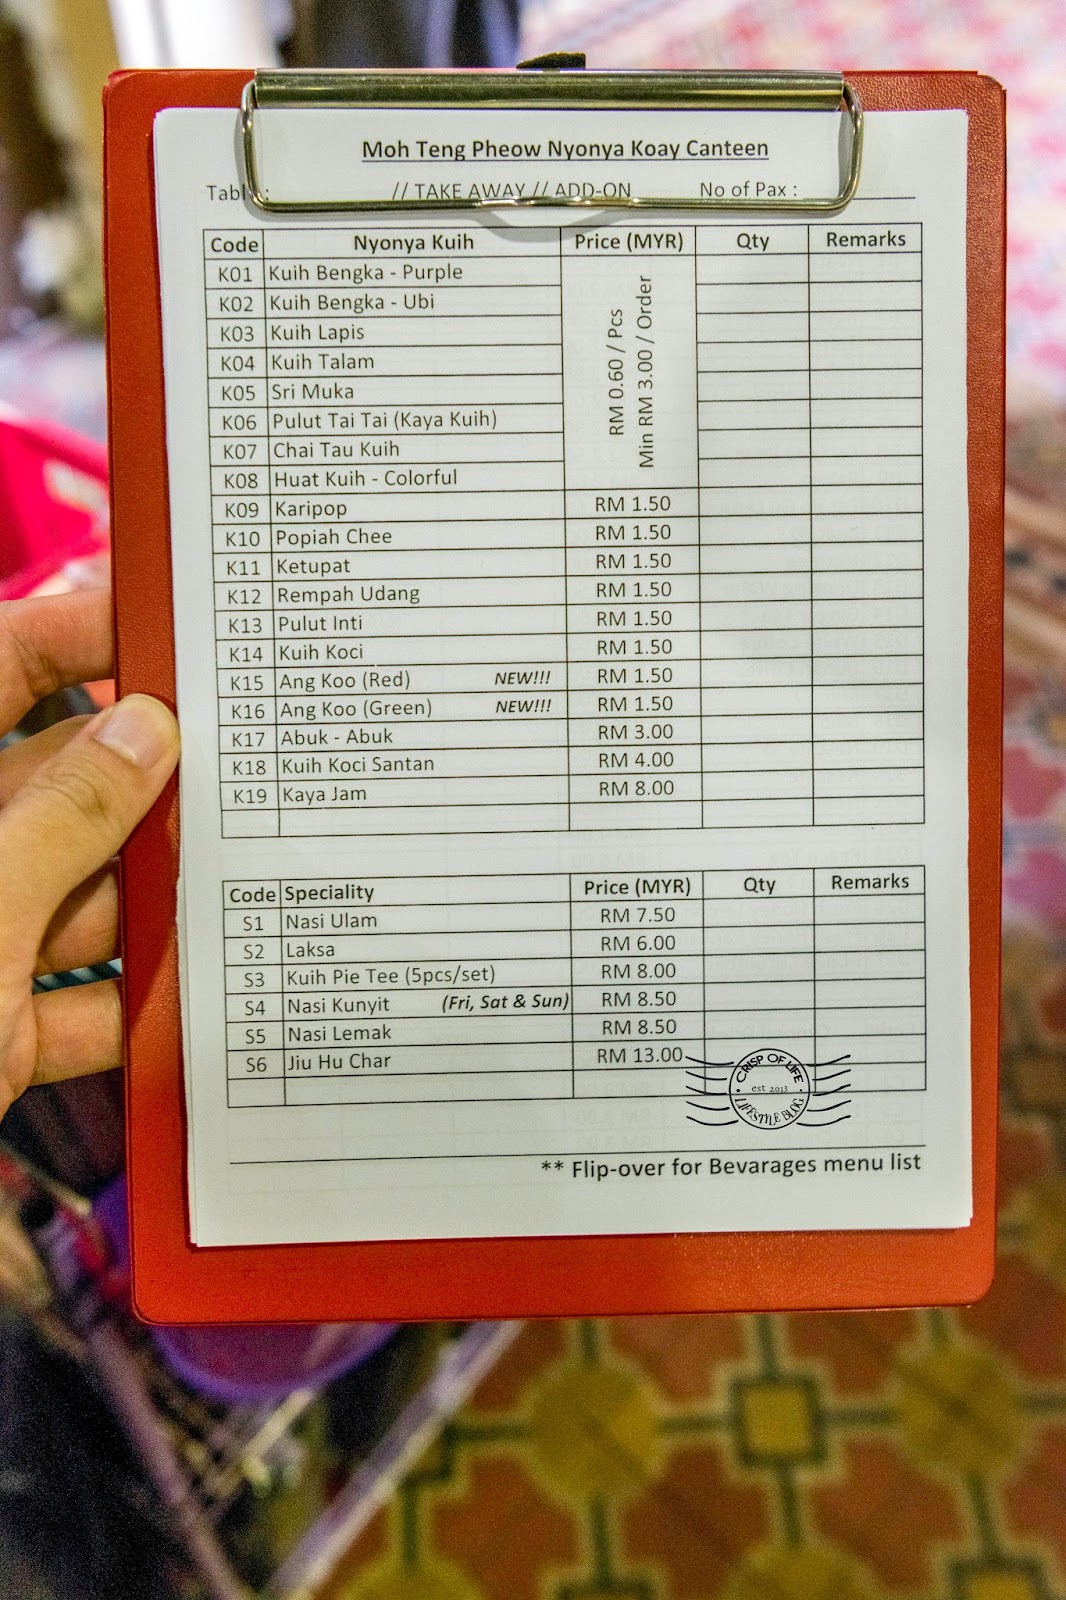 Moh Teng Pheow Nyonya Koay Canteen
Table : // TAKE AWAY // ADD-ON No of Pax :
Code Nyonya Kuih Price (MYR) Qty Remarks
K01 Kuih Bengka - Purple
K02 Kuih Bengka - Ubi
K03 Kuih Lapis
K04 Kuih Talam
K05 Sri Muka
K06 Pulut Tai Tai (Kaya Kuih)
K07 Chai Tau Kuih
K08 Huat Kuih - Colorful
RM 0.60 / Pcs
Min RM 3.00 / Order
K09 Karipop RM 1.50
K10 Popiah Chee RM 1.50
K11 Ketupat RM 1.50
K12 Rempah Udang RM 1.50
K13 Pulut Inti RM 1.50
K14 Kuih Koci RM 1.50
K15 Ang Koo (Red) NEW!!! RM 1.50
K16 Ang Koo (Green) NEW!!! RM 1.50
K17 Abuk - Abuk RM 3.00
K18 Kuih Koci Santan RM 4.00
K19 Kaya Jam RM 8.00
Code Speciality Price (MYR) Qty Remarks
S1 Nasi Ulam RM 7.50
S2 Laksa RM 6.00
S3 Kuih Pie Tee (5pcs/set) RM 8.00
S4 Nasi Kunyit (Fri, Sat & Sun) RM 8.50
S5 Nasi Lemak RM 8.50
S6 Jiu Hu Char RM 13.00
CRISP OF LIFE
est 2013
LIFESTYLE BLOG
** Flip-over for Bevarages menu list